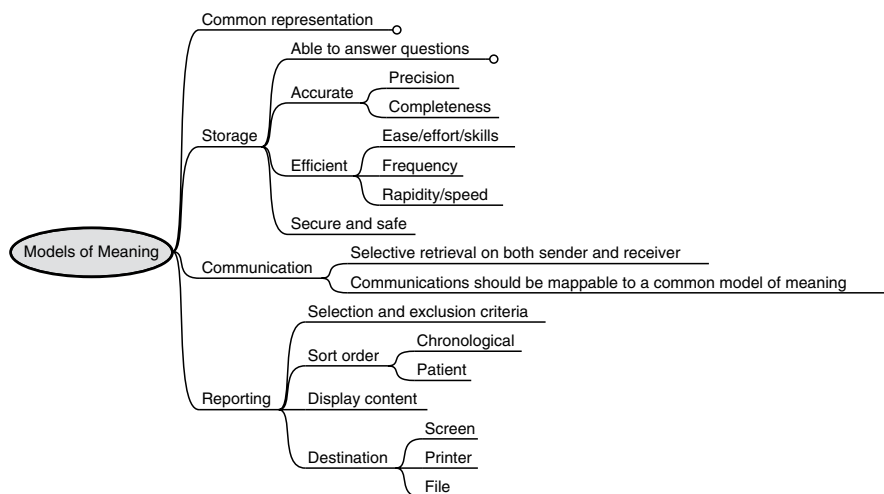 Common representation
Able to answer questions
Precision
Accurate
Completeness
Storage
Ease/effort/skills
Efficient
Frequency
Rapidity/speed
Secure and safe
Models of Meaning
Selective retrieval on both sender and receiver
Communication
Communications should be mappable to a common model of meaning
Selection and exclusion criteria
Chronological
Sort order
Patient
Reporting
Display content
Screen
Destination
Printer
File